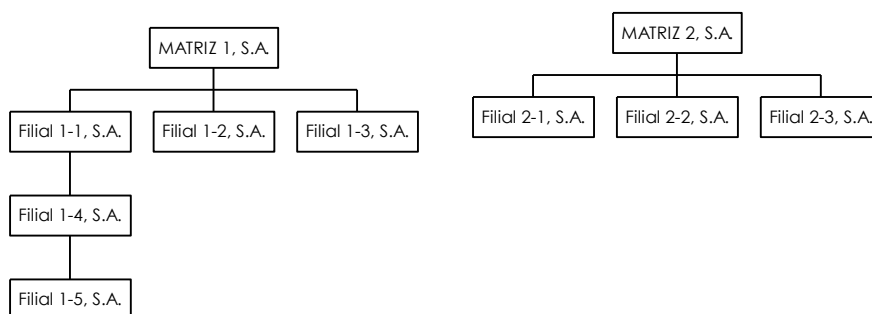 MATRIZ 1, S.A.
Filial 1-1, S.A.
Filial 1-2, S.A.
Filial 1-3, S.A.
Filial 1-4, S.A.
Filial 1-5, S.A.
MATRIZ 2, S.A.
Filial 2-1, S.A.
Filial 2-2, S.A.
Filial 2-3, S.A.